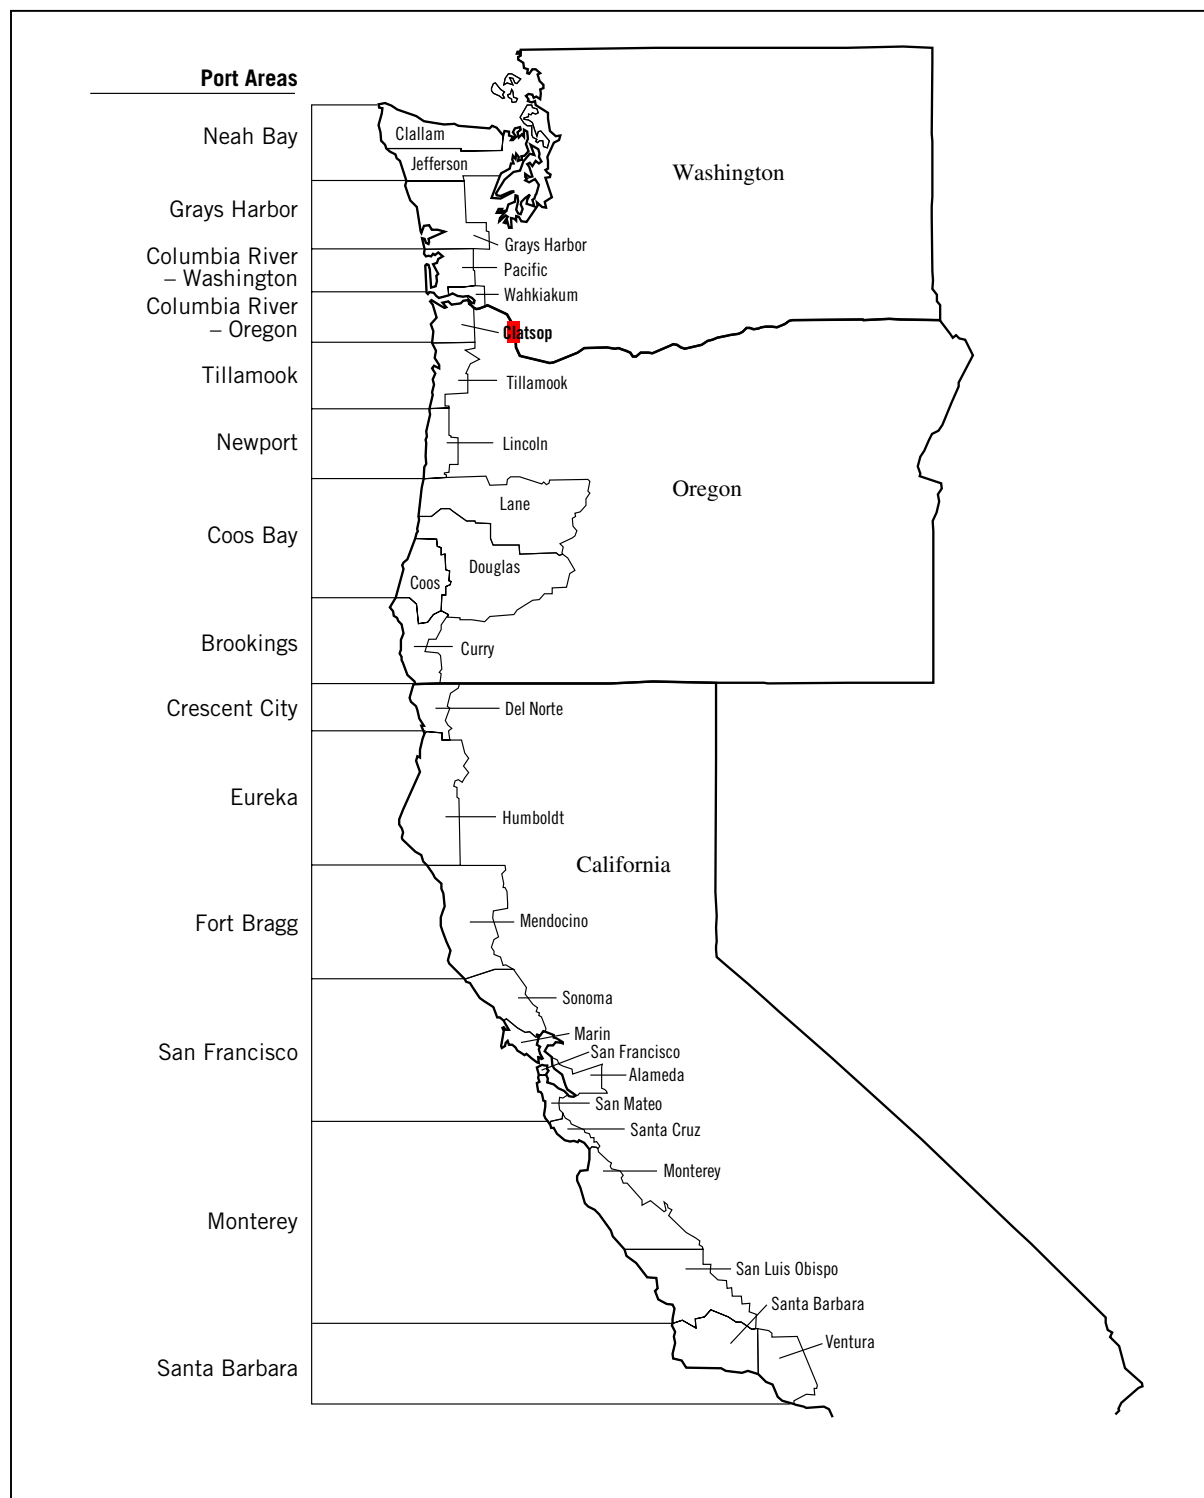 Port Areas
Neah Bay
Grays Harbor
Columbia River
– Washington
Columbia River
– Oregon
Tillamook
Newport
Coos Bay
Brookings
Crescent City
Eureka
Fort Bragg
San Francisco
Monterey
Santa Barbara
Clallam
Jefferson
Grays Harbor
Pacific
Wahkiakum
Clatsop
Tillamook
Lincoln
Lane
Douglas
Coos
Curry
Del Norte
Humboldt
Mendocino
Sonoma
Marin
San Francisco
Alameda
San Mateo
Santa Cruz
Monterey
San Luis Obispo
Santa Barbara
Ventura
Washington
Oregon
California